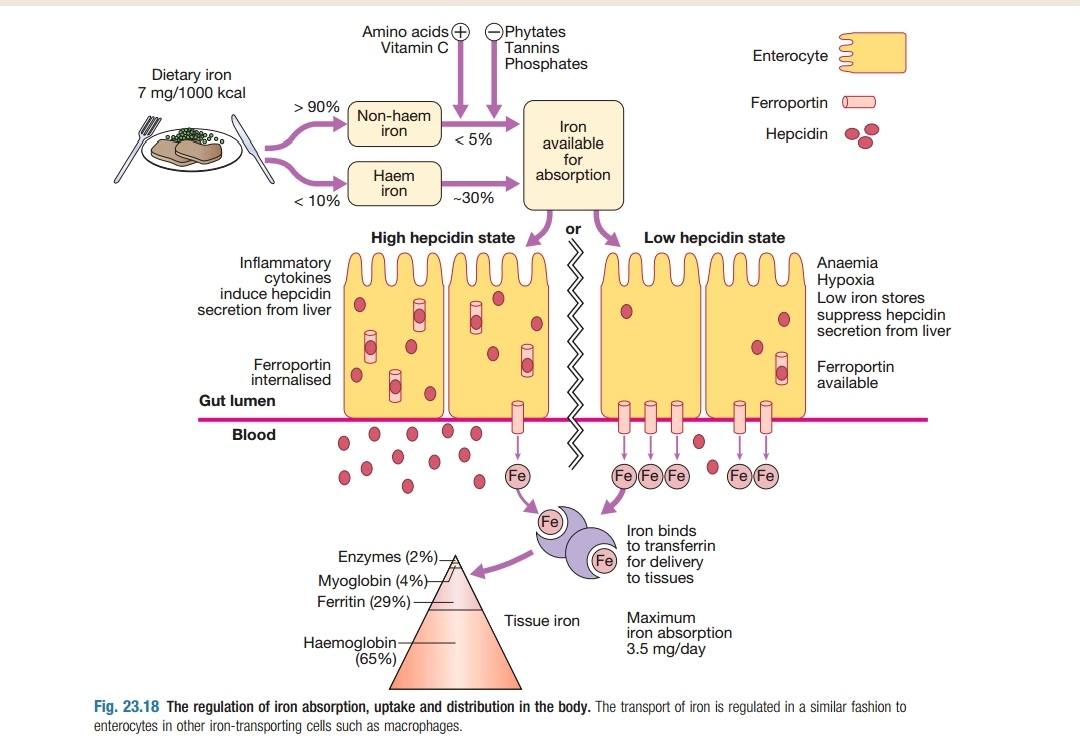 Amino acids +
Vitamin C
− Phytates
Tannins
Phosphates
Enterocyte
Ferroportin
Hepcidin
Dietary iron
7 mg/1000 kcal
> 90%
Non-haem
iron
< 5%
Iron
available
for
absorption
< 10%
Haem
iron
~30%
or
High hepcidin state
Low hepcidin state
Inflammatory
cytokines
induce hepcidin
secretion from liver
Ferroportin
internalised
Anaemia
Hypoxia
Low iron stores
suppress hepcidin
secretion from liver
Ferroportin
available
Gut lumen
Blood
Fe
Fe
Fe
Fe
Fe
Fe
Fe
Fe
Iron binds
to transferrin
for delivery
to tissues
Enzymes (2%)
Myoglobin (4%)
Ferritin (29%)
Haemoglobin
(65%)
Tissue iron
Maximum
iron absorption
3.5 mg/day
Fig. 23.18 The regulation of iron absorption, uptake and distribution in the body. The transport of iron is regulated in a similar fashion to
enterocytes in other iron-transporting cells such as macrophages.